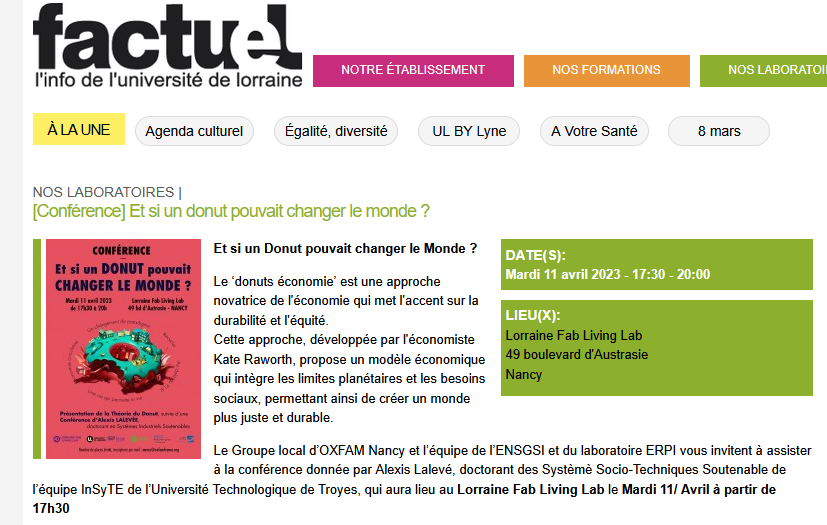 factuel
l'info de l'université de lorraine
NOTRE ÉTABLISSEMENT
NOS FORMATIONS
NOS LABORATOI
À LA UNE
Agenda culturel
Égalité, diversité
UL BY Lyne
A Votre Santé
8 mars
NOS LABORATOIRES |
[Conférence] Et si un donut pouvait changer le monde ?
CONFÉRENCE
Et si un DONUT pouvait
CHANGER LE MONDE ?
Mardi 11 avril 2023
de 17h30 à 20h
Lorraine Fab Living Lab
49 bd d'Autrasie - NANCY
Un changement de paradigme
Présentation de la Théorie du Donut, suivie d'une
Conférence d'Alexis LALEVÉE,
doctorant en Systèmes Industriels Soutenables
Et si un Donut pouvait changer le Monde ?
Le ‘donuts économie’ est une approche
novatrice de l'économie qui met l'accent sur la
durabilité et l'équité.
Cette approche, développée par l'économiste
Kate Raworth, propose un modèle économique
qui intègre les limites planétaires et les besoins
sociaux, permettant ainsi de créer un monde
plus juste et durable.
DATE(S):
Mardi 11 avril 2023 - 17:30 - 20:00
LIEU(X):
Lorraine Fab Living Lab
49 boulevard d'Austrasie
Nancy
Le Groupe local d’OXFAM Nancy et l’équipe de l’ENSGSI et du laboratoire ERPI vous invitent à assister
à la conférence donnée par Alexis Lalevé, doctorant des Systèmè Socio-Techniques Soutenable de
l’équipe InSyTE de l’Université Technologique de Troyes, qui aura lieu au Lorraine Fab Living Lab le Mardi 11/ Avril à partir de
17h30